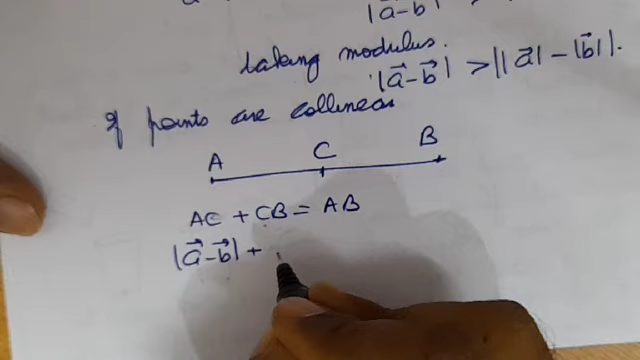 |a⃗-b⃗|
taking modulus.
|a⃗-b⃗| > ||a⃗| - |b⃗||.
If points are collinear
A C B
AC + CB = AB
|a⃗-b⃗| +